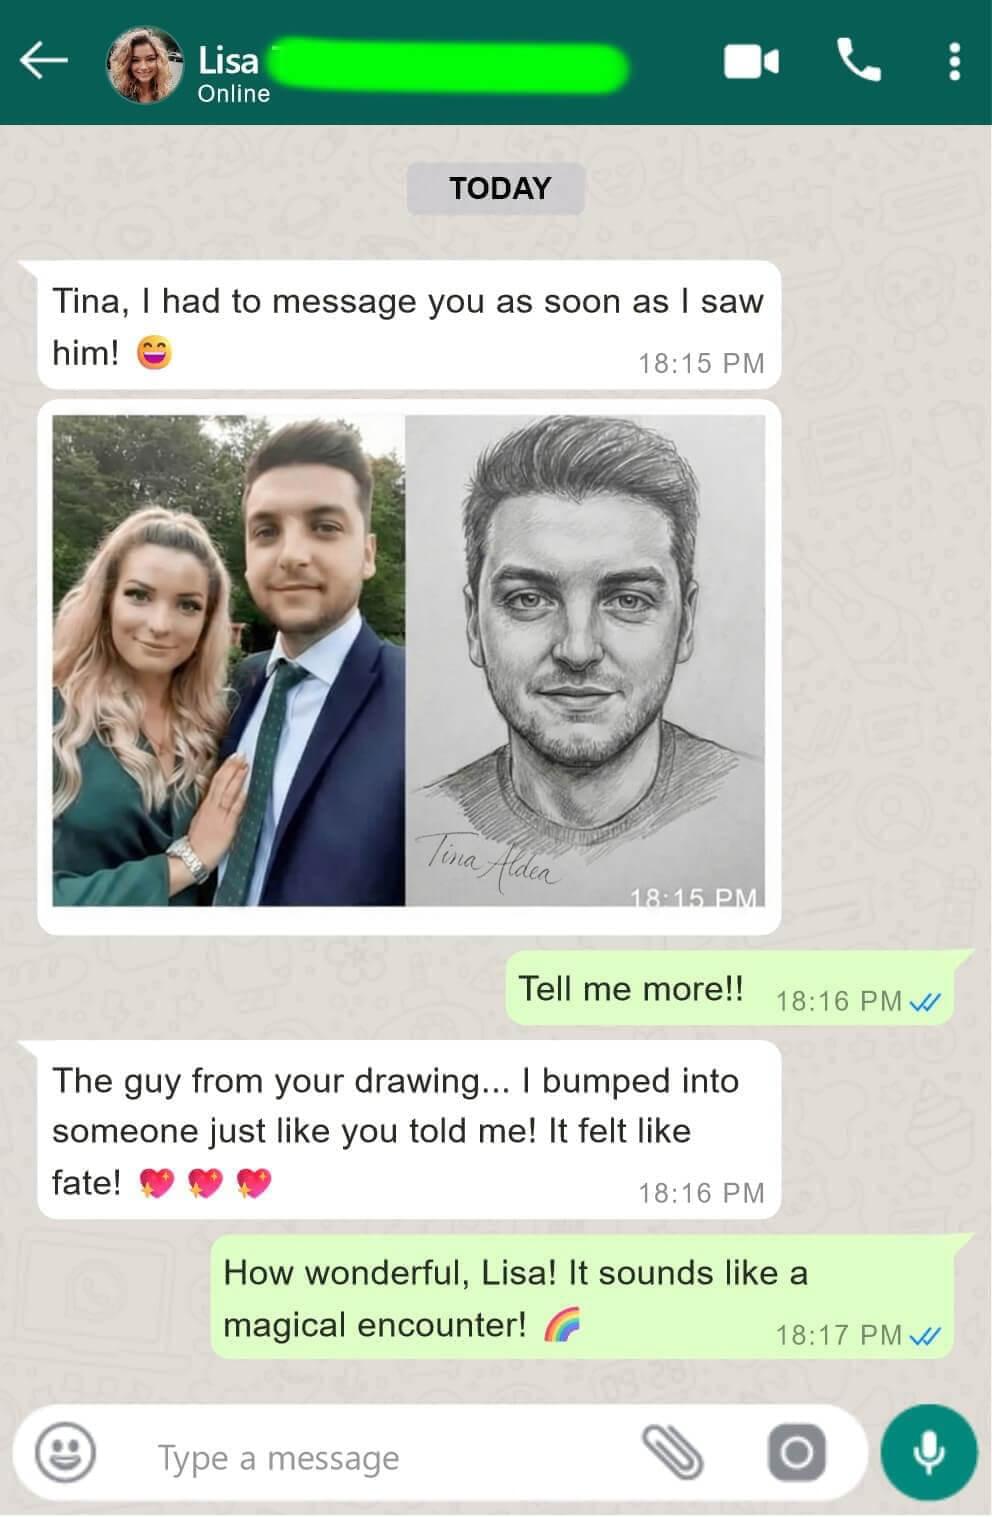 Lisa
Online
TODAY
Tina, I had to message you as soon as I saw
him! 😄
18:15 PM
Tina Aldea
18:15 PM
Tell me more!!
18:16 PM
The guy from your drawing... I bumped into
someone just like you told me! It felt like
fate! 💖 💖 💖
18:16 PM
How wonderful, Lisa! It sounds like a
magical encounter! 🌈
18:17 PM
Type a message